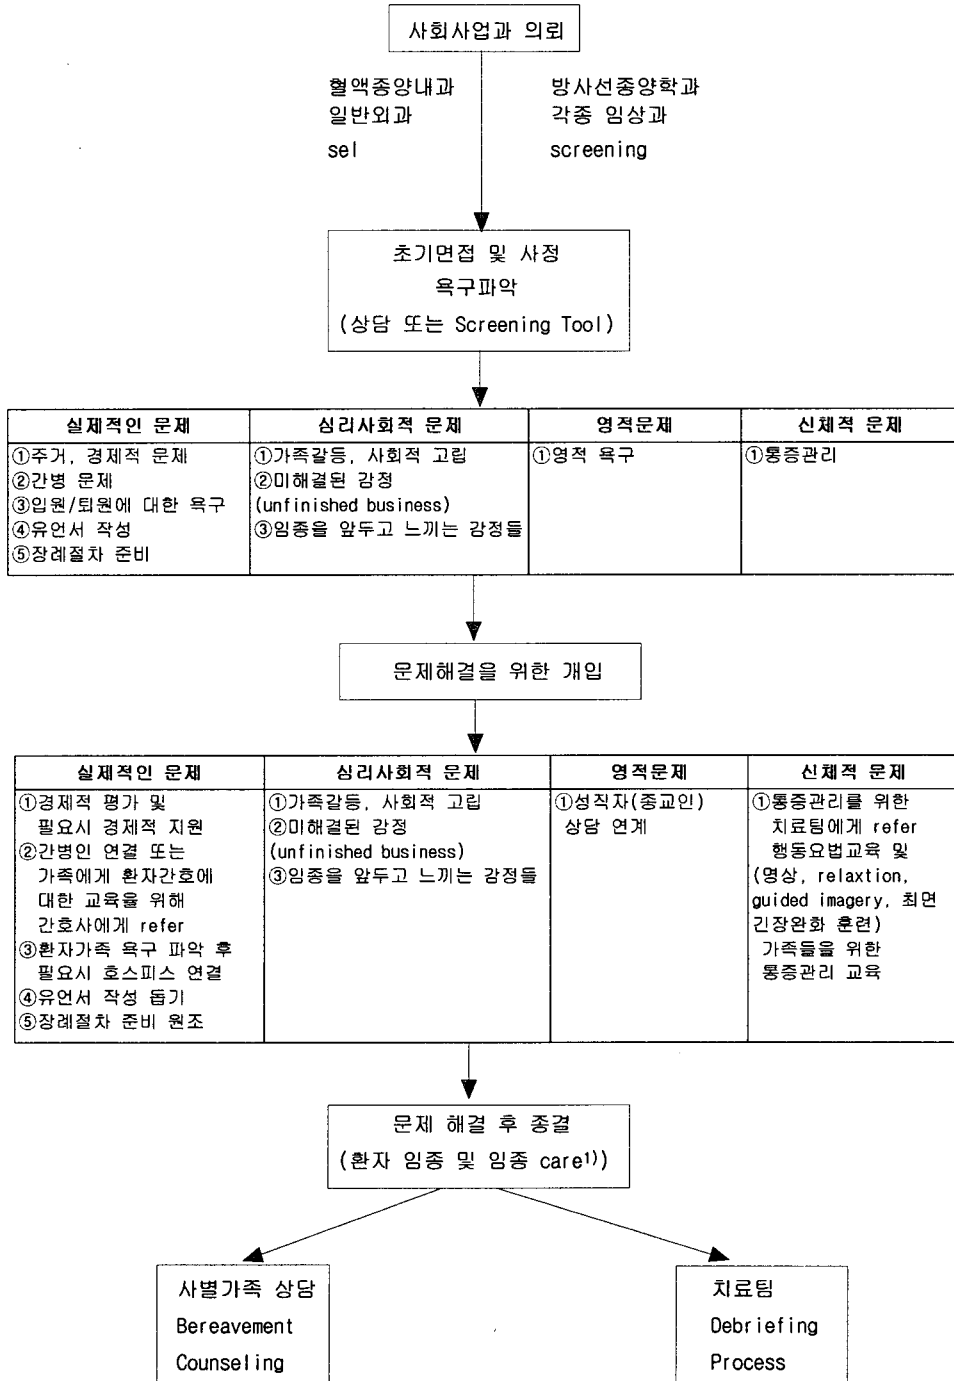 사회사업과 의뢰
혈액종양내과 방사선종양학과
일반외과 각종 임상과
sel screening
초기면접 및 사정
욕구파악
(상담 또는 Screening Tool)
실제적인 문제
①주거, 경제적 문제
②간병 문제
③입원/퇴원에 대한 욕구
④유언서 작성
⑤장례절차 준비
심리사회적 문제
①가족갈등, 사회적 고립
②미해결된 감정
(unfinished business)
③임종을 앞두고 느끼는 감정들
영적문제
①영적 욕구
신체적 문제
①통증관리
문제해결을 위한 개입
실제적인 문제
①경제적 평가 및
필요시 경제적 지원
②간병인 연결 또는
가족에게 환자간호에
대한 교육을 위해
간호사에게 refer
③환자가족 욕구 파악 후
필요시 호스피스 연결
④유언서 작성 돕기
⑤장례절차 준비 원조
심리사회적 문제
①가족갈등, 사회적 고립
②미해결된 감정
(unfinished business)
③임종을 앞두고 느끼는 감정들
영적문제
①성직자(종교인)
상담 연계
신체적 문제
①통증관리를 위한
치료팀에게 refer
행동요법교육 및
(명상, relaxtion,
guided imagery, 최면
긴장완화 훈련)
가족들을 위한
통증관리 교육
문제 해결 후 종결
(환자 임종 및 임종 care1))
사별가족 상담
Bereavement
Counseling
치료팀
Debriefing
Process